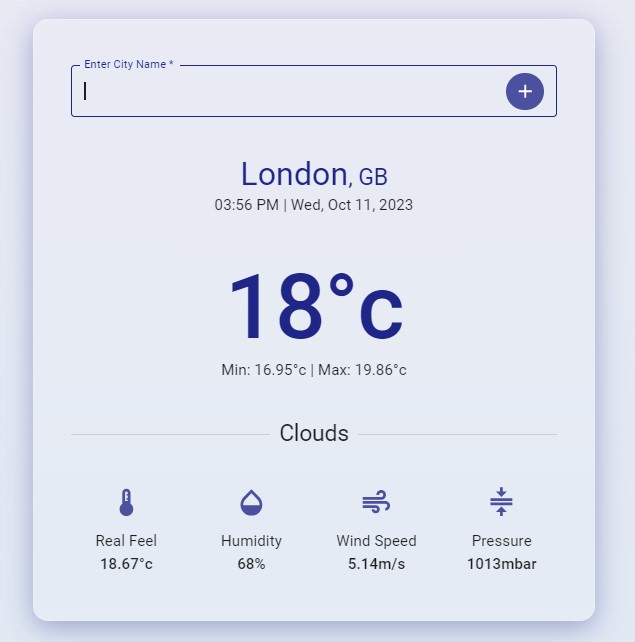 Enter City Name *
London, GB
03:56 PM | Wed, Oct 11, 2023
18°c
Min: 16.95°c | Max: 19.86°c
Clouds
Real Feel Humidity Wind Speed Pressure
18.67°c 68% 5.14m/s 1013mbar